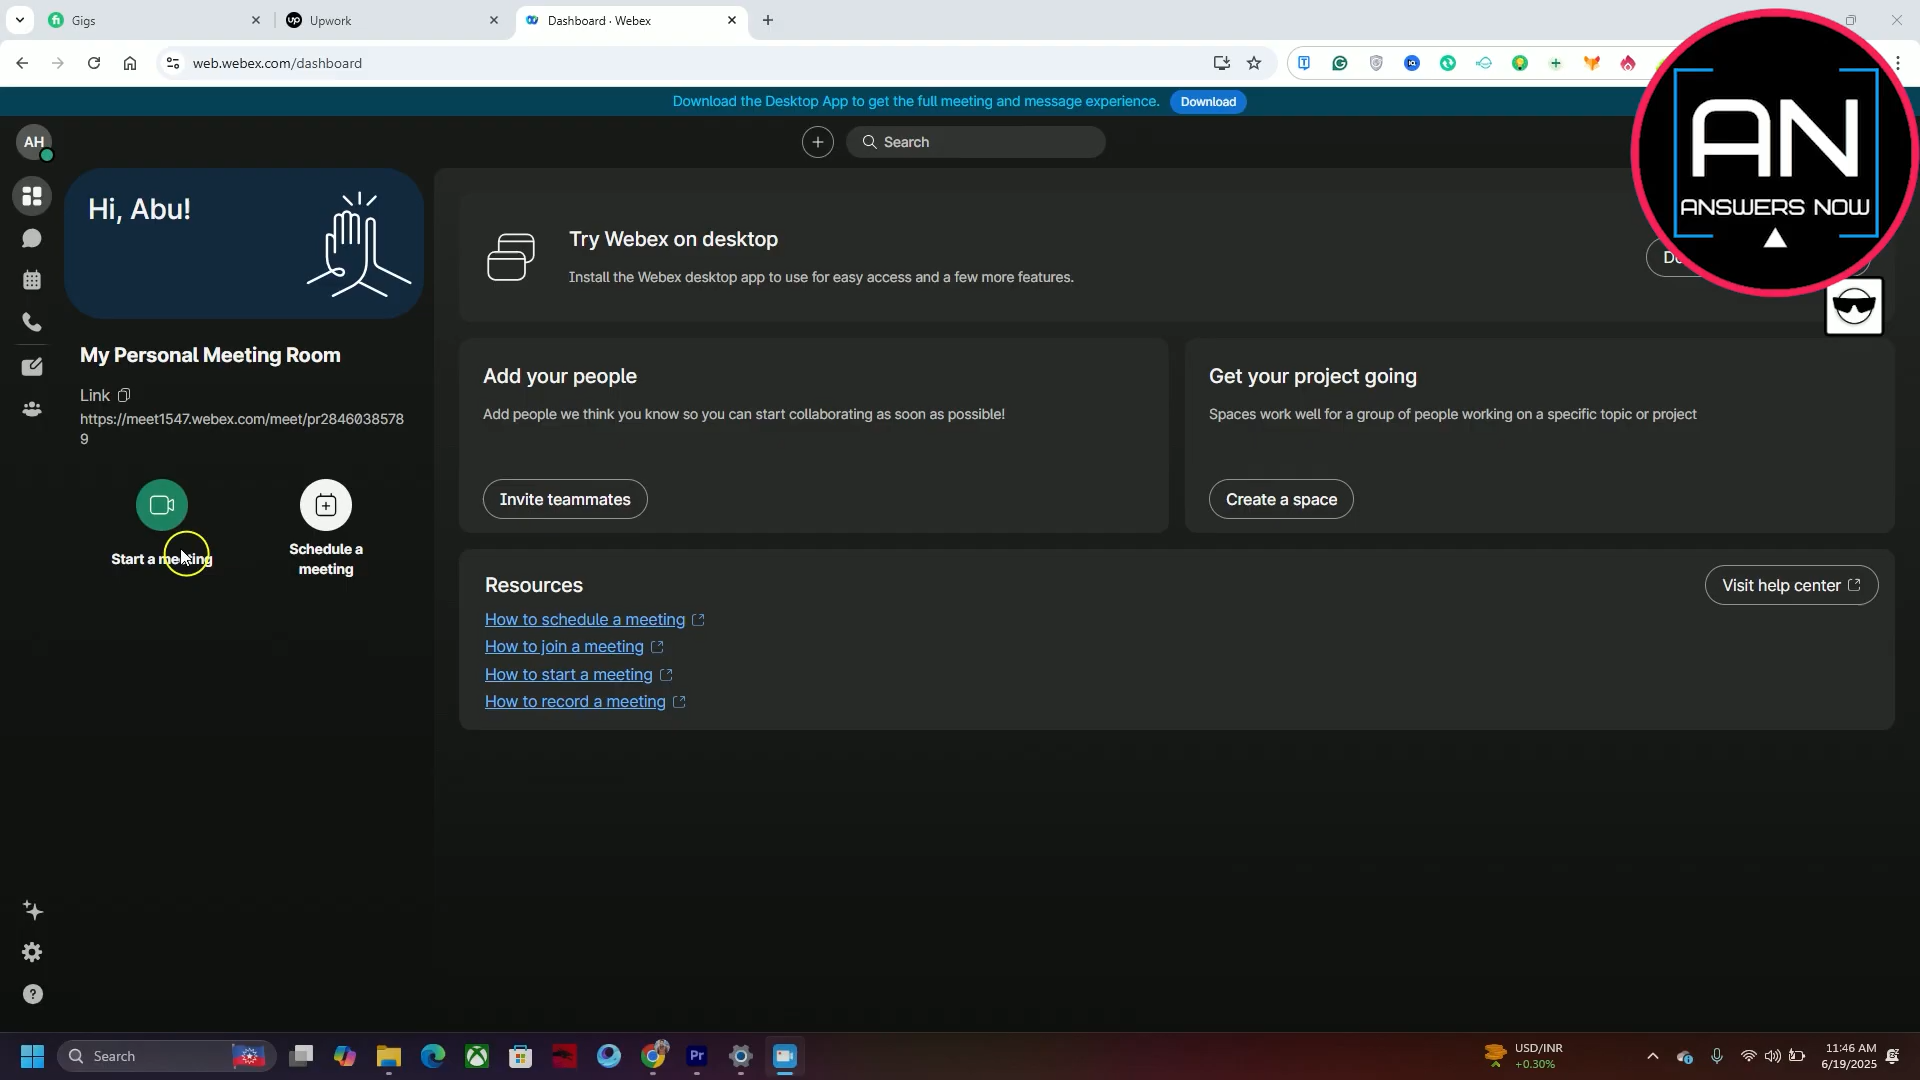 Gigs
Upwork
Dashboard · Webex
web.webex.com/dashboard
Download the Desktop App to get the full meeting and message experience.
Download
AH
Search
AN
ANSWERS NOW
Hi, Abu!
Try Webex on desktop
Install the Webex desktop app to use for easy access and a few more features.
My Personal Meeting Room
Link
https://meet1547.webex.com/meet/pr2846038578
9
Start a meeting
Schedule a
meeting
Add your people
Add people we think you know so you can start collaborating as soon as possible!
Invite teammates
Get your project going
Spaces work well for a group of people working on a specific topic or project
Create a space
Resources
Visit help center
How to schedule a meeting
How to join a meeting
How to start a meeting
How to record a meeting
Search
Pr
USD/INR
+0.30%
11:46 AM
6/19/2025